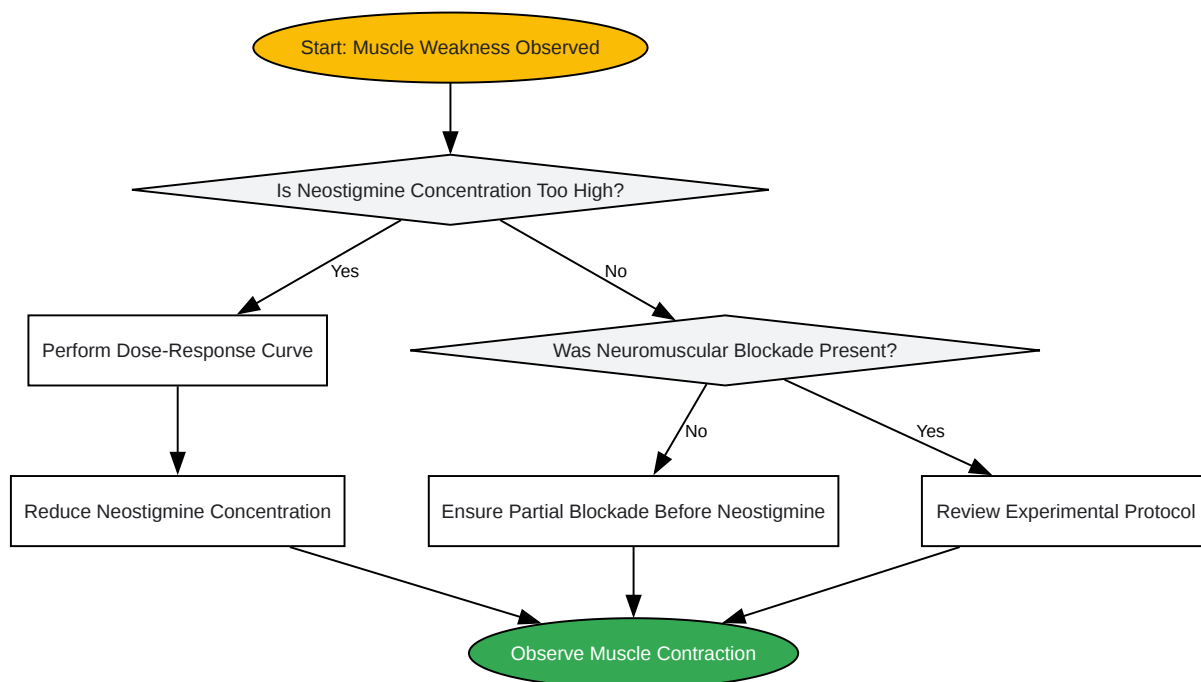 Start: Muscle Weakness Observed
Is Neostigmine Concentration Too High?
Yes
No
Perform Dose-Response Curve
Was Neuromuscular Blockade Present?
No
Yes
Reduce Neostigmine Concentration
Ensure Partial Blockade Before Neostigmine
Review Experimental Protocol
Observe Muscle Contraction